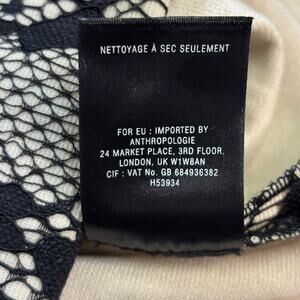 NETTOYAGE À SEC SEULEMENT
FOR EU : IMPORTED BY
ANTHROPOLOGIE
24 MARKET PLACE, 3RD FLOOR,
LONDON, UK W1W8AN
CIF : VAT No. GB 684936382
H53934